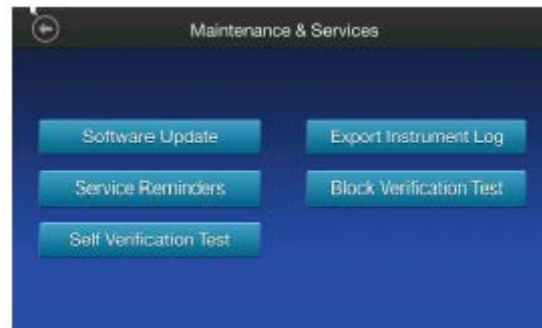 Maintenance & Services
Software Update
Export Instrument Log
Service Reminders
Block Verification Test
Self Verification Test